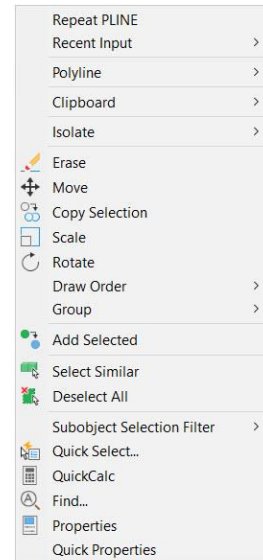 Repeat PLINE
Recent Input
Polyline
Clipboard
Isolate
Erase
Move
Copy Selection
Scale
Rotate
Draw Order
Group
Add Selected
Select Similar
Deselect All
Subobject Selection Filter
Quick Select...
QuickCalc
Find...
Properties
Quick Properties